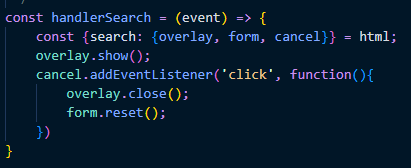 const handlerSearch = (event) => {
    const {search: {overlay, form, cancel}} = html;
    overlay.show();
    cancel.addEventListener('click', function(){
        overlay.close();
        form.reset();
    })
}